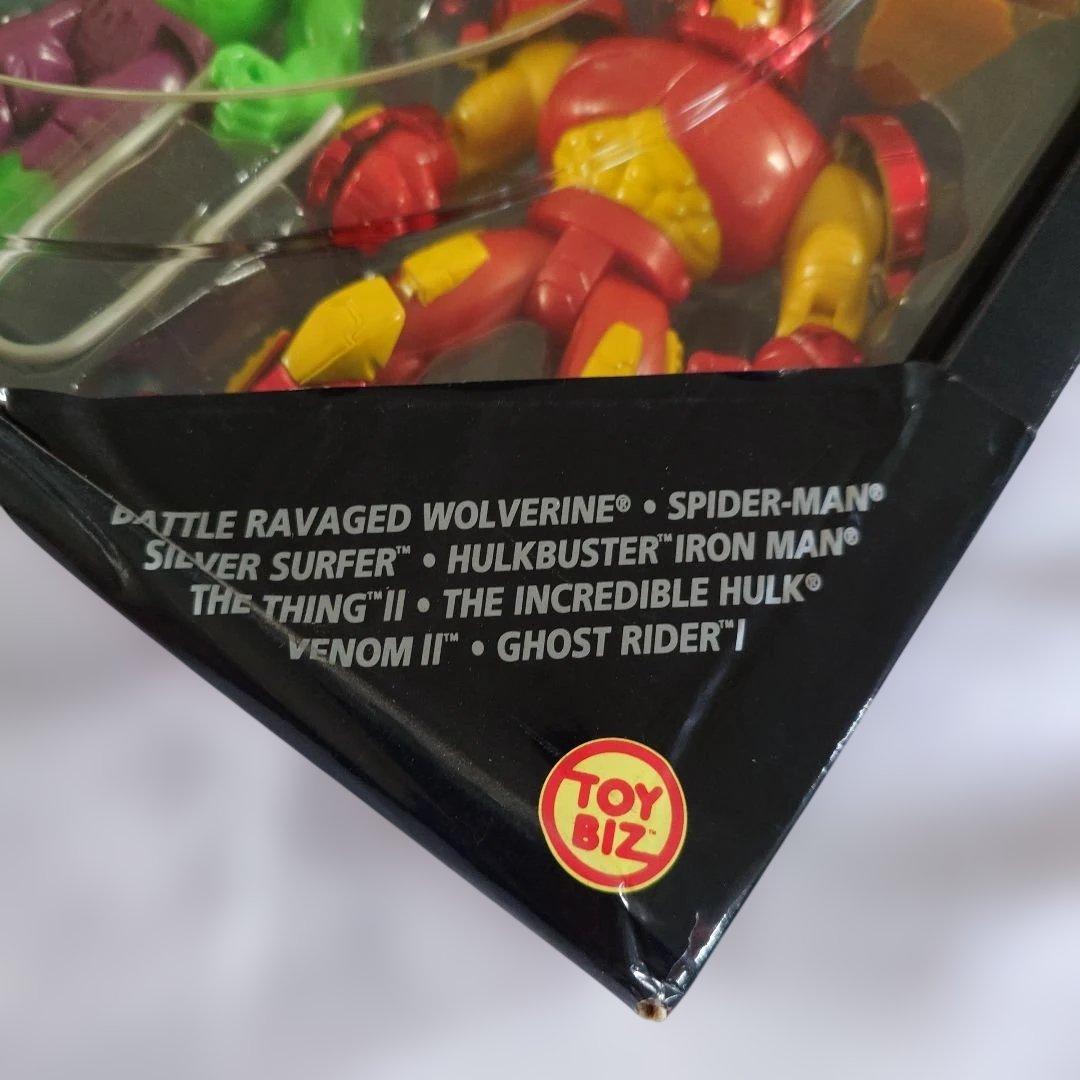 BATTLE RAVAGED WOLVERINE® • SPIDER-MAN®
SILVER SURFER™ • HULKBUSTER™ IRON MAN®
THE THING™ II • THE INCREDIBLE HULK®
VENOM II™ • GHOST RIDER™ I
TOY
BIZ™